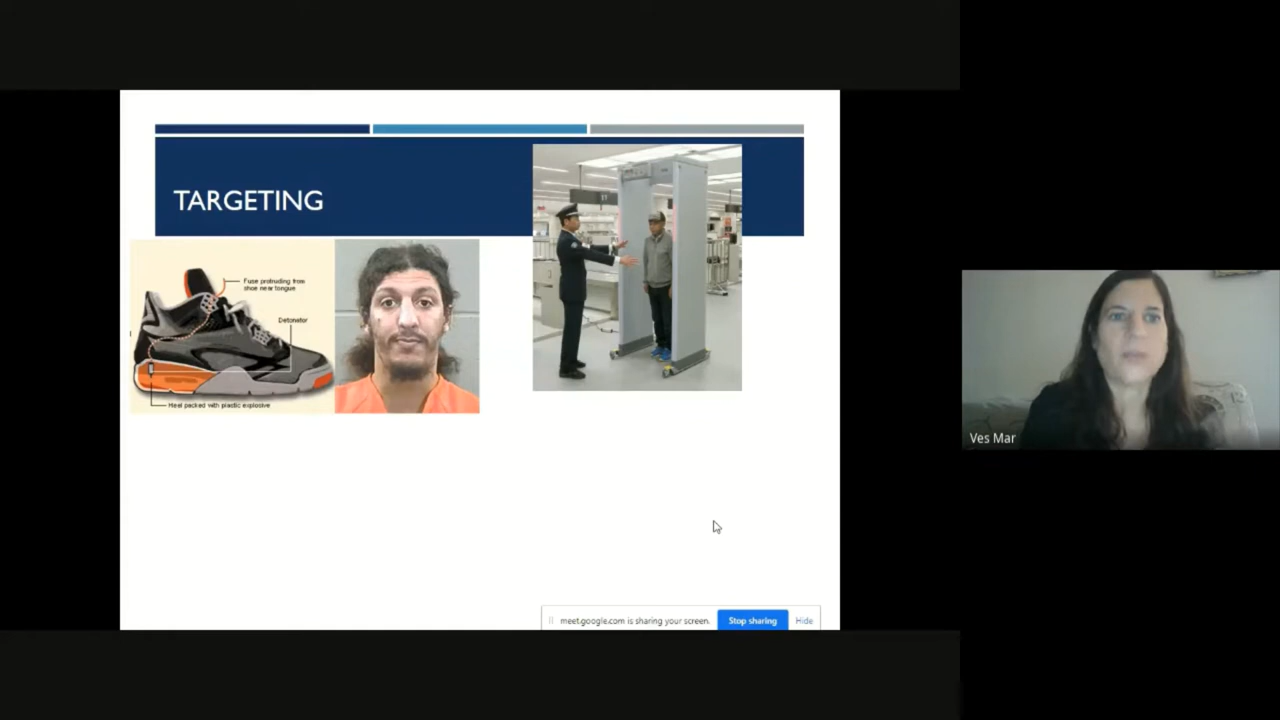 TARGETING
Fuse protruding from
shoe near tongue
Detonator
Heel packed with plastic explosive
Ves Mar
meet.google.com is sharing your screen.
Stop sharing
Hide